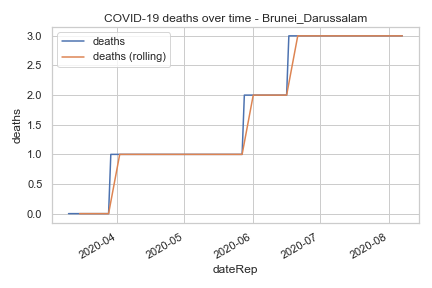 COVID-19 deaths over time - Brunei_Darussalam
deaths
deaths (rolling)
3.0
2.5
2.0
1.5
1.0
0.5
0.0
deaths
2020-04
2020-05
2020-06
2020-07
2020-08
dateRep